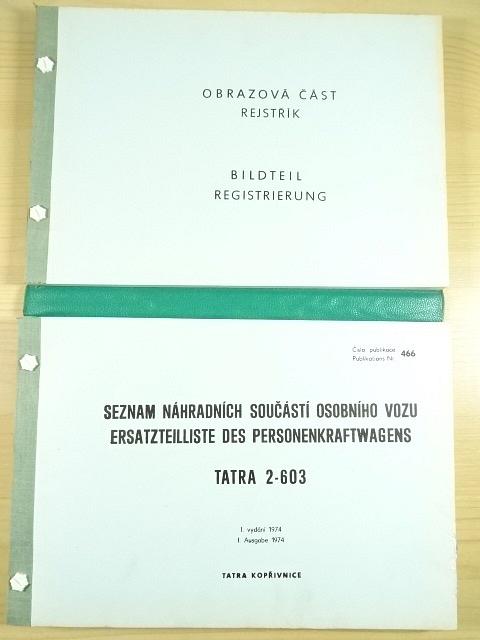 OBRAZOVÁ ČÁST
REJSTŘÍK
BILDTEIL
REGISTRIERUNG
Číslo publikace
Publikations Nr. 466
SEZNAM NÁHRADNÍCH SOUČÁSTÍ OSOBNÍHO VOZU
ERSATZTEILLISTE DES PERSONENKRAFTWAGENS
TATRA 2-603
I. vydání 1974
I. Ausgabe 1974
TATRA KOPŘIVNICE